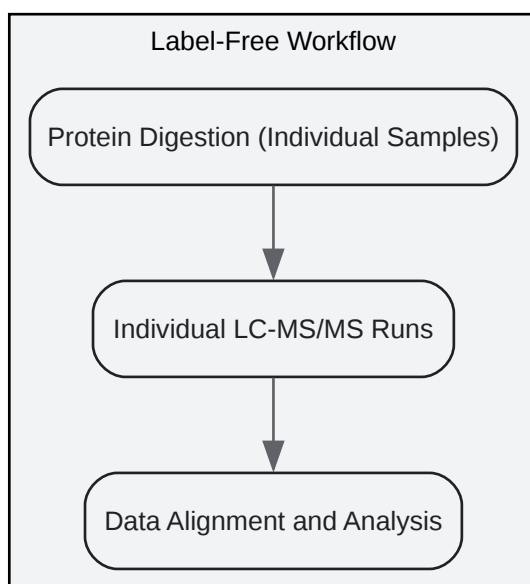 Label-Free Workflow
Protein Digestion (Individual Samples)
Individual LC-MS/MS Runs
Data Alignment and Analysis